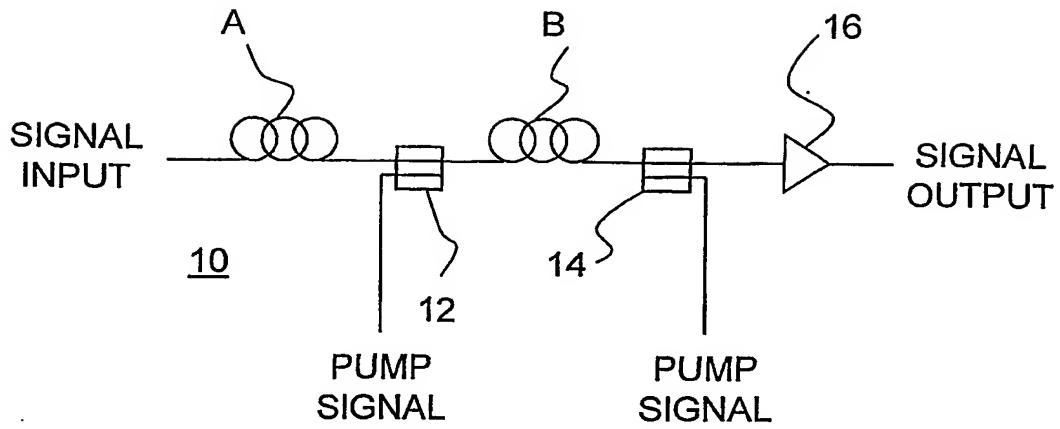 A
B
16
SIGNAL
INPUT
SIGNAL
OUTPUT
10
12
14
PUMP
SIGNAL
PUMP
SIGNAL